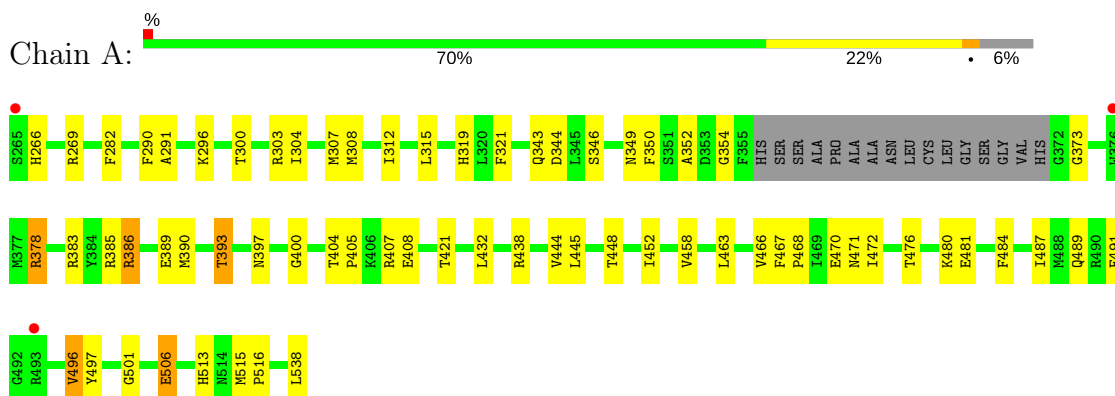 %
Chain A:
70% 22% • 6%
S265 H266 R269 F282 F290 A291 K296 T300 R303 I304 M307 M308 I312 L315 H319 L320 F321 Q343 D344 L345 S346 N349 F350 S351 A352 D353 G354 F355 HIS SER SER ALA PRO ALA ALA ASN LEU CYS LEU GLY SER GLY VAL HIS G372 G373 H376
M377 R378 R383 Y384 R385 R386 E389 M390 T393 N397 G400 T404 P405 K406 R407 E408 T421 L432 R438 V444 L445 T448 I452 V458 L463 V466 F467 P468 I469 E470 N471 I472 T476 K480 E481 F484 I487 M488 Q489 R490
G492 R493 V496 Y497 G501 E506 H513 N514 M515 P516 L538